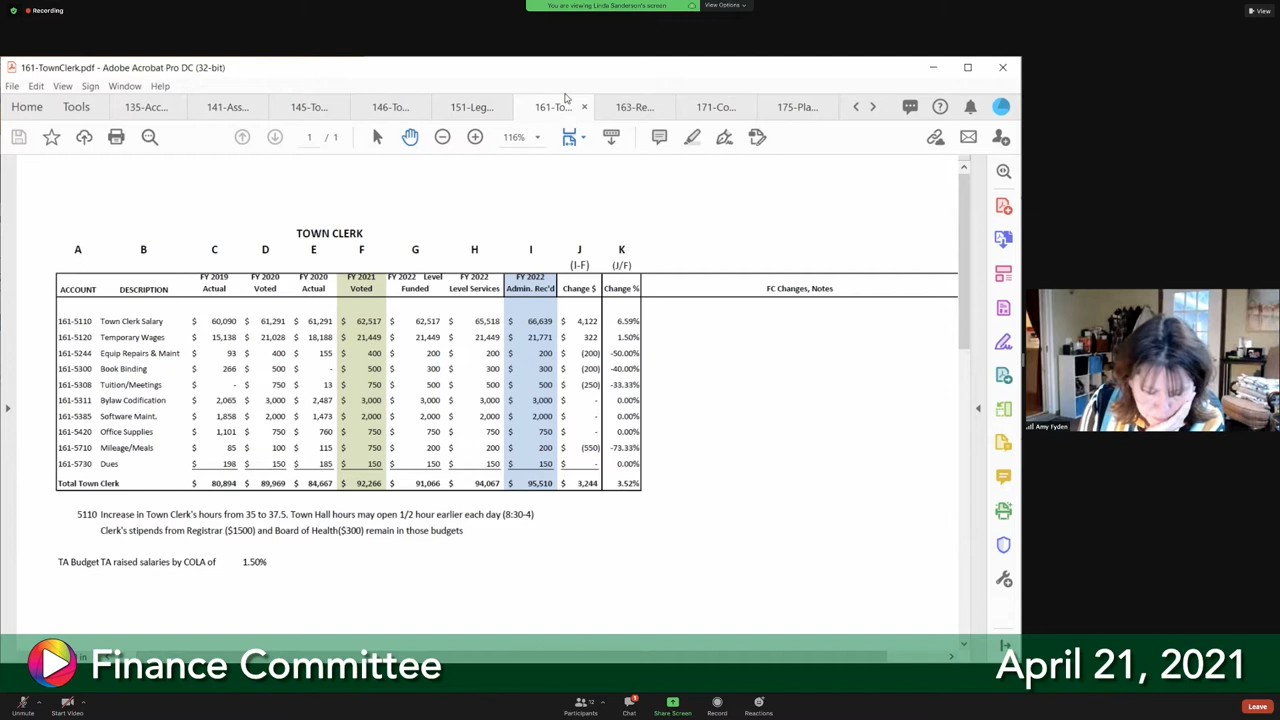 Recording
You are viewing Linda Sanderson's screen
View Options
View
161-TownClerk.pdf - Adobe Acrobat Pro DC (32-bit)
File Edit View Sign Window Help
Home Tools 135-Acc... 141-Ass... 145-To... 146-To... 151-Leg... 161-To... × 163-Re... 171-Co... 175-Pla...
1 / 1 116%
TOWN CLERK
A B C D E F G H I J K
(I-F) (J/F)
FY 2019 FY 2020 FY 2020 FY 2021 FY 2022 Level FY 2022 FY 2022
ACCOUNT DESCRIPTION Actual Voted Actual Voted Funded Level Services Admin. Rec'd Change $ Change % FC Changes, Notes
161-5110 Town Clerk Salary $ 60,090 $ 61,291 $ 61,291 $ 62,517 $ 62,517 $ 65,518 $ 66,639 $ 4,122 6.59%
161-5120 Temporary Wages $ 15,138 $ 21,028 $ 18,188 $ 21,449 $ 21,449 $ 21,449 $ 21,771 $ 322 1.50%
161-5244 Equip Repairs & Maint $ 93 $ 400 $ 155 $ 400 $ 200 $ 200 $ 200 $ (200) -50.00%
161-5300 Book Binding $ 266 $ 500 $ - $ 500 $ 300 $ 300 $ 300 $ (200) -40.00%
161-5308 Tuition/Meetings $ - $ 750 $ 13 $ 750 $ 500 $ 500 $ 500 $ (250) -33.33%
161-5311 Bylaw Codification $ 2,065 $ 3,000 $ 2,487 $ 3,000 $ 3,000 $ 3,000 $ 3,000 $ - 0.00%
161-5385 Software Maint. $ 1,858 $ 2,000 $ 1,473 $ 2,000 $ 2,000 $ 2,000 $ 2,000 $ - 0.00%
161-5420 Office Supplies $ 1,101 $ 750 $ 760 $ 750 $ 750 $ 750 $ 750 $ - 0.00%
161-5710 Mileage/Meals $ 85 $ 100 $ 115 $ 750 $ 200 $ 200 $ 200 $ (550) -73.33%
161-5730 Dues $ 198 $ 150 $ 185 $ 150 $ 150 $ 150 $ 150 $ - 0.00%
Total Town Clerk $ 80,894 $ 89,969 $ 84,667 $ 92,266 $ 91,066 $ 94,067 $ 95,510 $ 3,244 3.52%
5110 Increase in Town Clerk's hours from 35 to 37.5. Town Hall hours may open 1/2 hour earlier each day (8:30-4)
Clerk's stipends from Registrar ($1500) and Board of Health($300) remain in those budgets
TA Budget TA raised salaries by COLA of 1.50%
Amy Fyden
Finance Committee April 21, 2021
Unmute Start Video Participants 12 Chat 1 Share Screen Record Reactions Leave